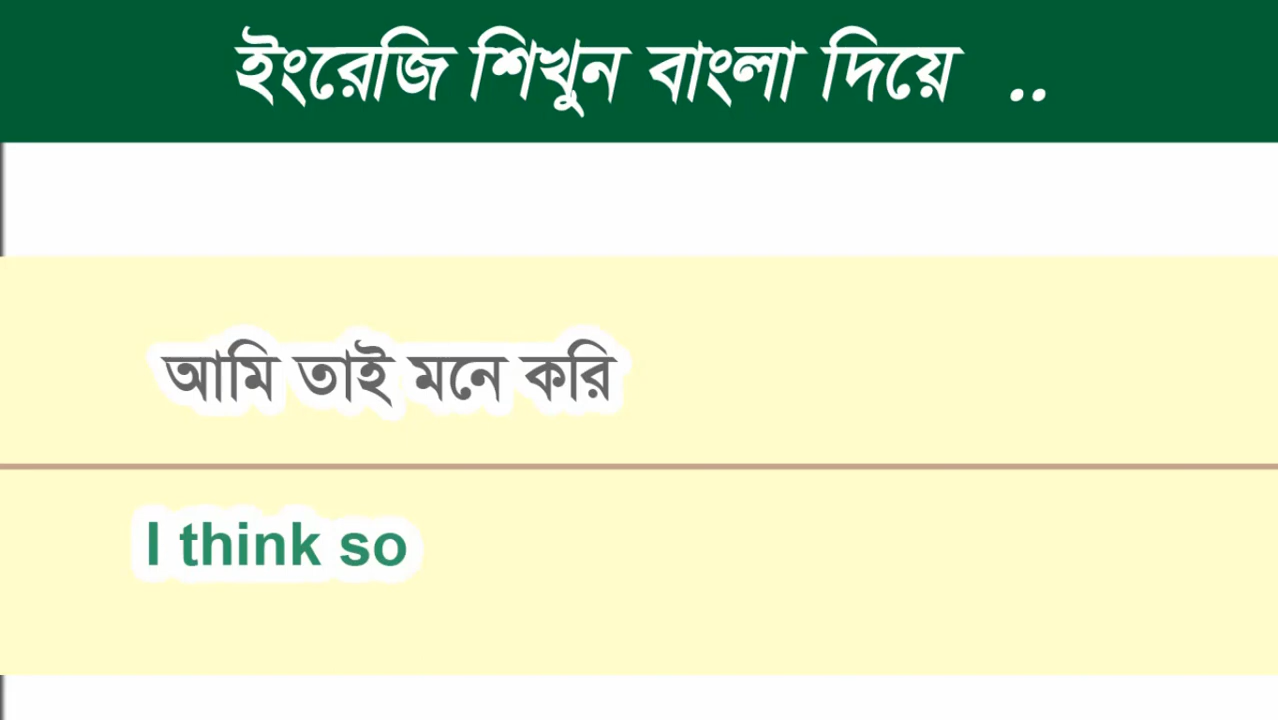 ইংরেজি শিখুন বাংলা দিয়ে ..
আমি তাই মনে করি
I think so